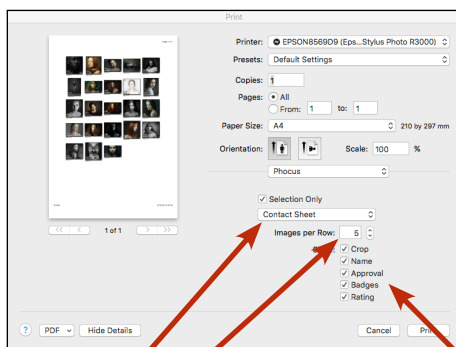 Print
Printer: EPSON8569D9 (Eps...Stylus Photo R3000)
Presets: Default Settings
Copies: 1
Pages: All
From: 1 to: 1
Paper Size: A4 210 by 297 mm
Orientation: Scale: 100 %
Phocus
Selection Only
Contact Sheet
1 of 1
Images per Row: 5
Crop
Name
Approval
Badges
Rating
? PDF Hide Details Cancel